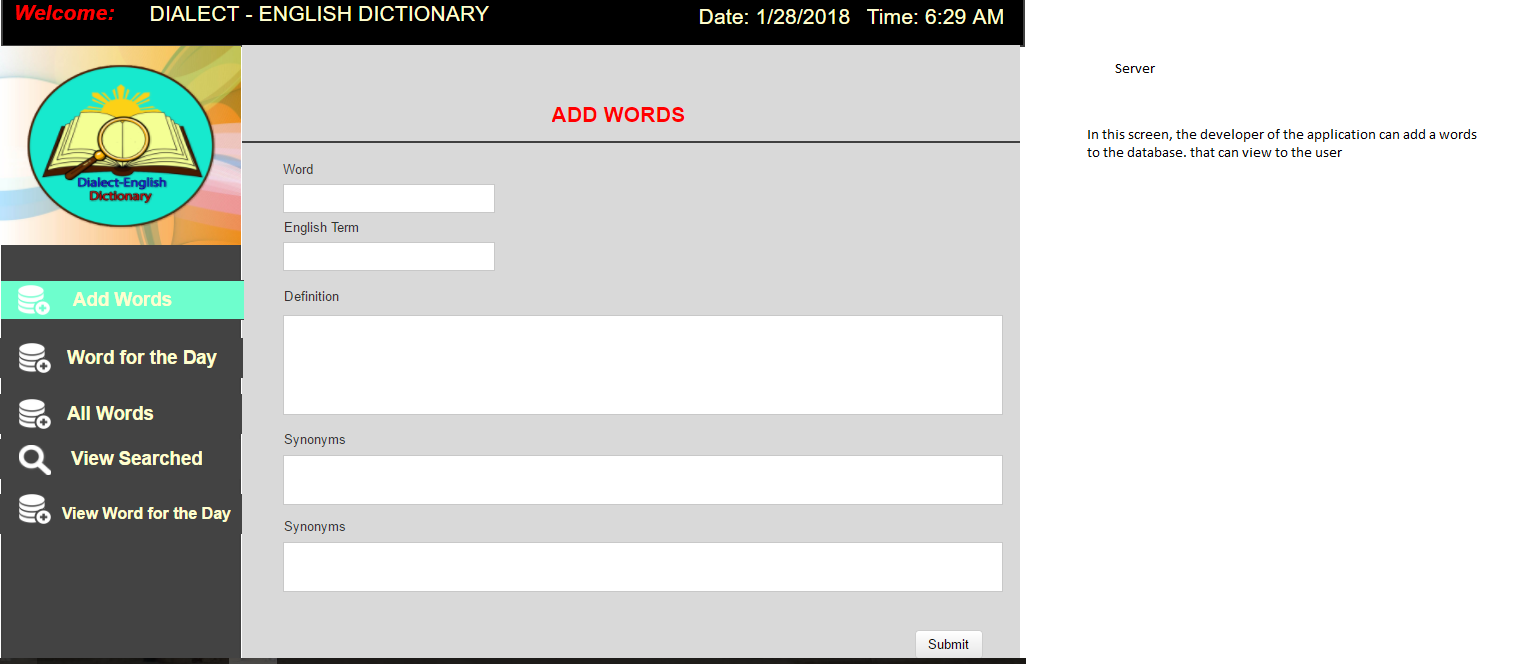 Welcome: DIALECT - ENGLISH DICTIONARY Date: 1/28/2018 Time: 6:29 AM
Dialect-English
Dictionary
Add Words
Word for the Day
All Words
View Searched
View Word for the Day
ADD WORDS
Word
English Term
Definition
Synonyms
Synonyms
Submit
Server
In this screen, the developer of the application can add a words
to the database. that can view to the user